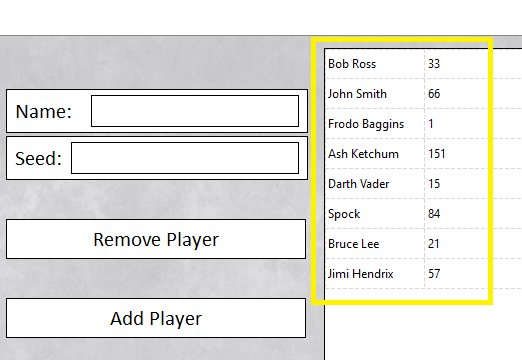 Name:
Seed:
Remove Player
Add Player
Bob Ross 33
John Smith 66
Frodo Baggins 1
Ash Ketchum 151
Darth Vader 15
Spock 84
Bruce Lee 21
Jimi Hendrix 57